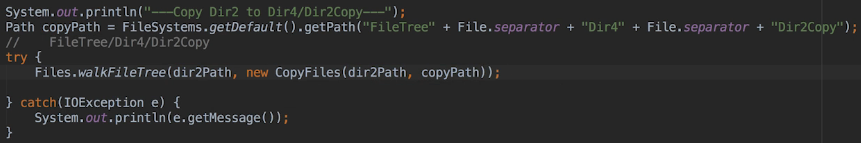 System.out.println("———Copy Dir2 to Dir4/Dir2Copy———");
Path copyPath = FileSystems.getDefault().getPath("FileTree" + File.separator + "Dir4" + File.separator + "Dir2Copy");
//    FileTree/Dir4/Dir2Copy
try {
    Files.walkFileTree(dir2Path, new CopyFiles(dir2Path, copyPath));
} catch(IOException e) {
    System.out.println(e.getMessage());
}